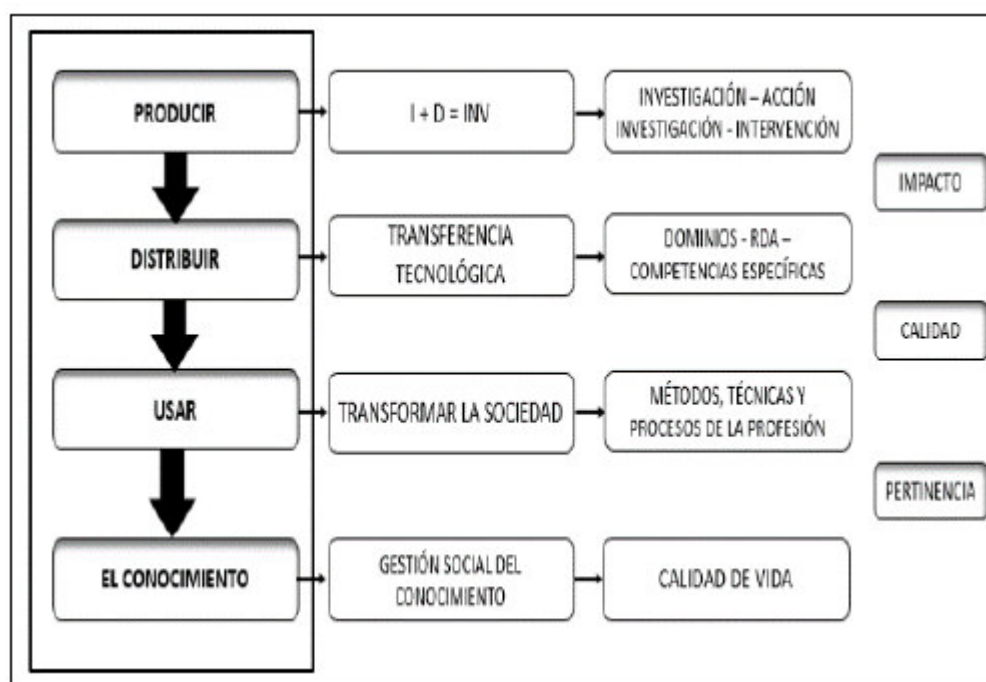 PRODUCIR
I + D = INV
INVESTIGACIÓN – ACCIÓN
INVESTIGACIÓN - INTERVENCIÓN
IMPACTO
DISTRIBUIR
TRANSFERENCIA
TECNOLÓGICA
DOMINIOS - RDA –
COMPETENCIAS ESPECÍFICAS
CALIDAD
USAR
TRANSFORMAR LA SOCIEDAD
MÉTODOS, TÉCNICAS Y
PROCESOS DE LA PROFESIÓN
PERTINENCIA
EL CONOCIMIENTO
GESTIÓN SOCIAL DEL
CONOCIMIENTO
CALIDAD DE VIDA